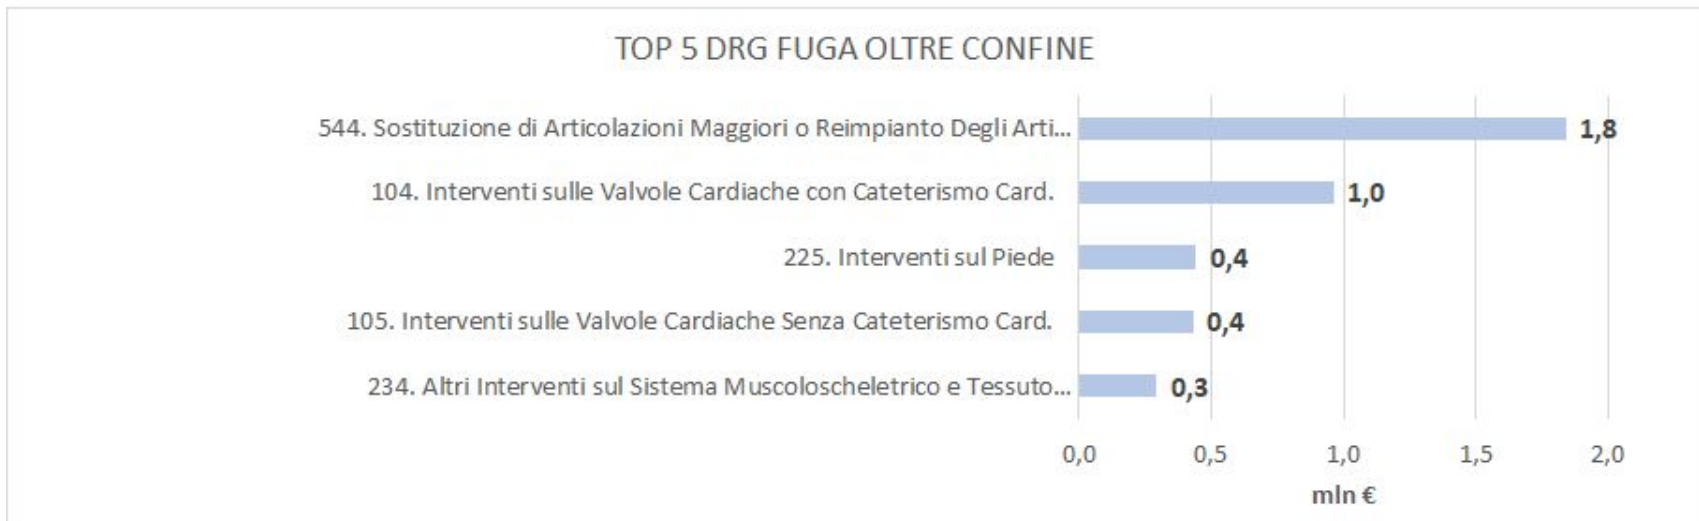 TOP 5 DRG FUGA OLTRE CONFINE
544. Sostituzione di Articolazioni Maggiori o Reimpianto Degli Arti...
1,8
104. Interventi sulle Valvole Cardiache con Cateterismo Card.
1,0
225. Interventi sul Piede
0,4
105. Interventi sulle Valvole Cardiache Senza Cateterismo Card.
0,4
234. Altri Interventi sul Sistema Muscoloscheletrico e Tessuto...
0,3
0,0 0,5 1,0 1,5 2,0
mln €